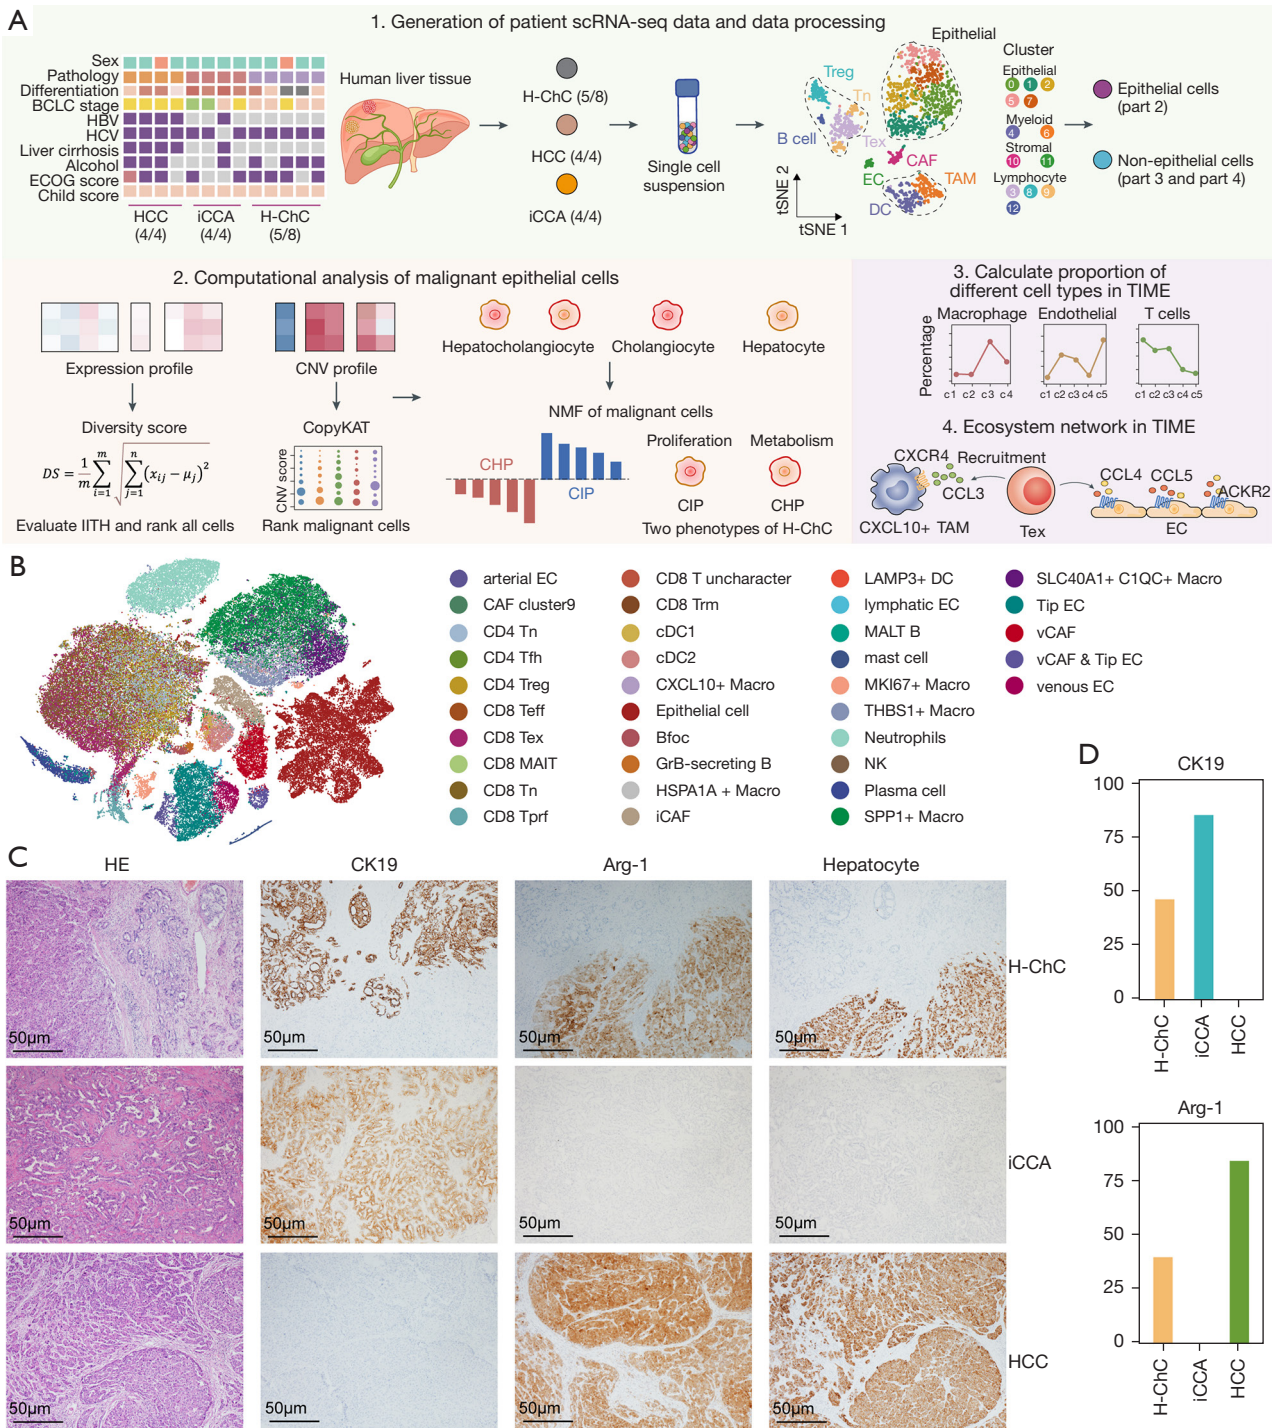 A
1. Generation of patient scRNA-seq data and data processing
Sex
Pathology
Differentiation
BCLC stage
HBV
HCV
Liver cirrhosis
Alcohol
ECOG score
Child score
HCC
(4/4)
iCCA
(4/4)
H-ChC
(5/8)
Human liver tissue
H-ChC (5/8)
HCC (4/4)
iCCA (4/4)
Single cell
suspension
Epithelial
Treg
Tn
B cell
Tex
CAF
EC
TAM
DC
tSNE 2
tSNE 1
Cluster
Epithelial
0 1 2
5 7
Myeloid
4 6
Stromal
10 11
Lymphocyte
3 8 9
12
Epithelial cells
(part 2)
Non-epithelial cells
(part 3 and part 4)
2. Computational analysis of malignant epithelial cells
Expression profile
Diversity score
DS = 1/m ∑ i=1 m √ ∑ j=1 n (x ij − μ j)²
Evaluate IITH and rank all cells
CNV profile
CopyKAT
CNV score
Rank malignant cells
Hepatocholangiocyte
Cholangiocyte
Hepatocyte
NMF of malignant cells
CHP
CIP
Proliferation
CIP
Metabolism
CHP
Two phenotypes of H-ChC
3. Calculate proportion of
different cell types in TIME
Macrophage
Endothelial
T cells
Percentage
c1 c2 c3 c4
c1 c2 c3 c4 c5
c1 c2 c3 c4 c5
4. Ecosystem network in TIME
CXCR4
Recruitment
CCL3
CXCL10+ TAM
Tex
CCL4
CCL5
ACKR2
EC
B
arterial EC
CAF cluster9
CD4 Tn
CD4 Tfh
CD4 Treg
CD8 Teff
CD8 Tex
CD8 MAIT
CD8 Tn
CD8 Tprf
CD8 T uncharacter
CD8 Trm
cDC1
cDC2
CXCL10+ Macro
Epithelial cell
Bfoc
GrB-secreting B
HSPA1A + Macro
iCAF
LAMP3+ DC
lymphatic EC
MALT B
mast cell
MKI67+ Macro
THBS1+ Macro
Neutrophils
NK
Plasma cell
SPP1+ Macro
SLC40A1+ C1QC+ Macro
Tip EC
vCAF
vCAF & Tip EC
venous EC
C
HE
CK19
Arg-1
Hepatocyte
50μm
50μm
50μm
50μm
H-ChC
50μm
50μm
50μm
50μm
iCCA
50μm
50μm
50μm
50μm
HCC
D
CK19
100
75
50
25
0
H-ChC
iCCA
HCC
Arg-1
100
75
50
25
0
H-ChC
iCCA
HCC